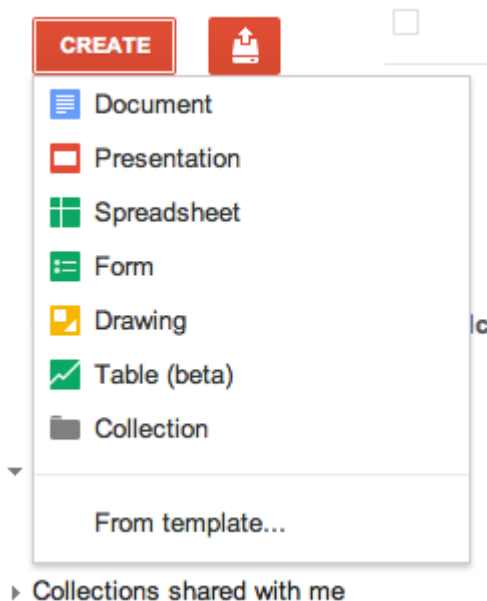 CREATE
Document
Presentation
Spreadsheet
Form
Drawing
Table (beta)
Collection
From template...
Collections shared with me